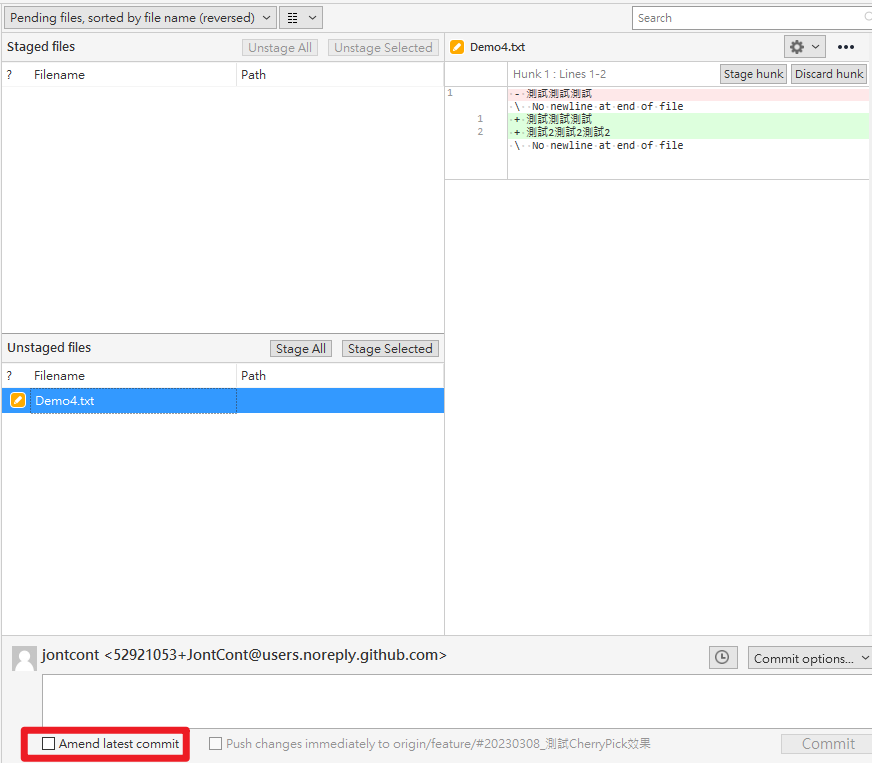 Pending files, sorted by file name (reversed)
Search
Staged files
Unstage All
Unstage Selected
? Filename Path
Demo4.txt
Hunk 1 : Lines 1-2
Stage hunk
Discard hunk
1 - 測試測試測試
\ No newline at end of file
1 + 測試測試測試
2 + 測試2測試2測試2
\ No newline at end of file
Unstaged files
Stage All
Stage Selected
? Filename Path
Demo4.txt
jontcont <52921053+JontCont@users.noreply.github.com>
Commit options...
Amend latest commit
Push changes immediately to origin/feature/#20230308_測試CherryPick效果
Commit